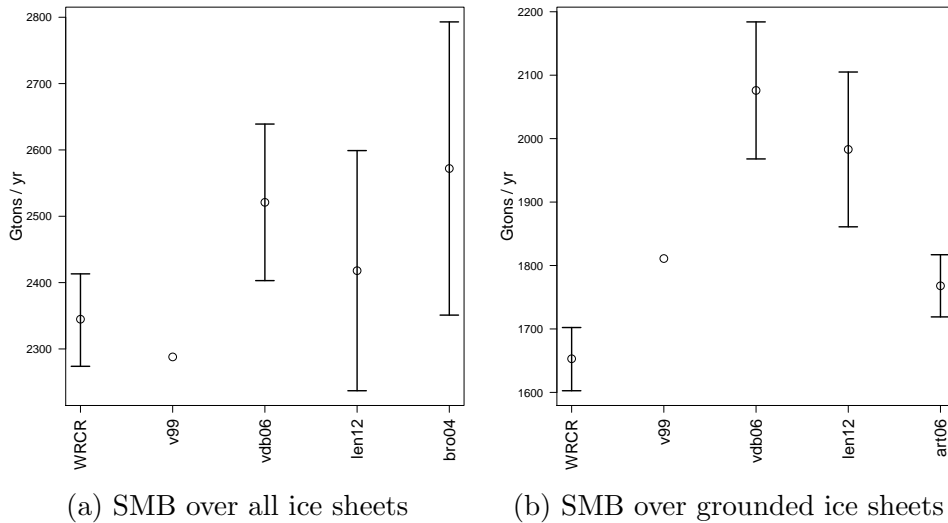 2800
2700
2600
2500
2400
2300
Gtons / yr
WRCR
v99
vdb06
len12
bro04
(a) SMB over all ice sheets
2200
2100
2000
1900
1800
1700
1600
Gtons / yr
WRCR
v99
vdb06
len12
art06
(b) SMB over grounded ice sheets